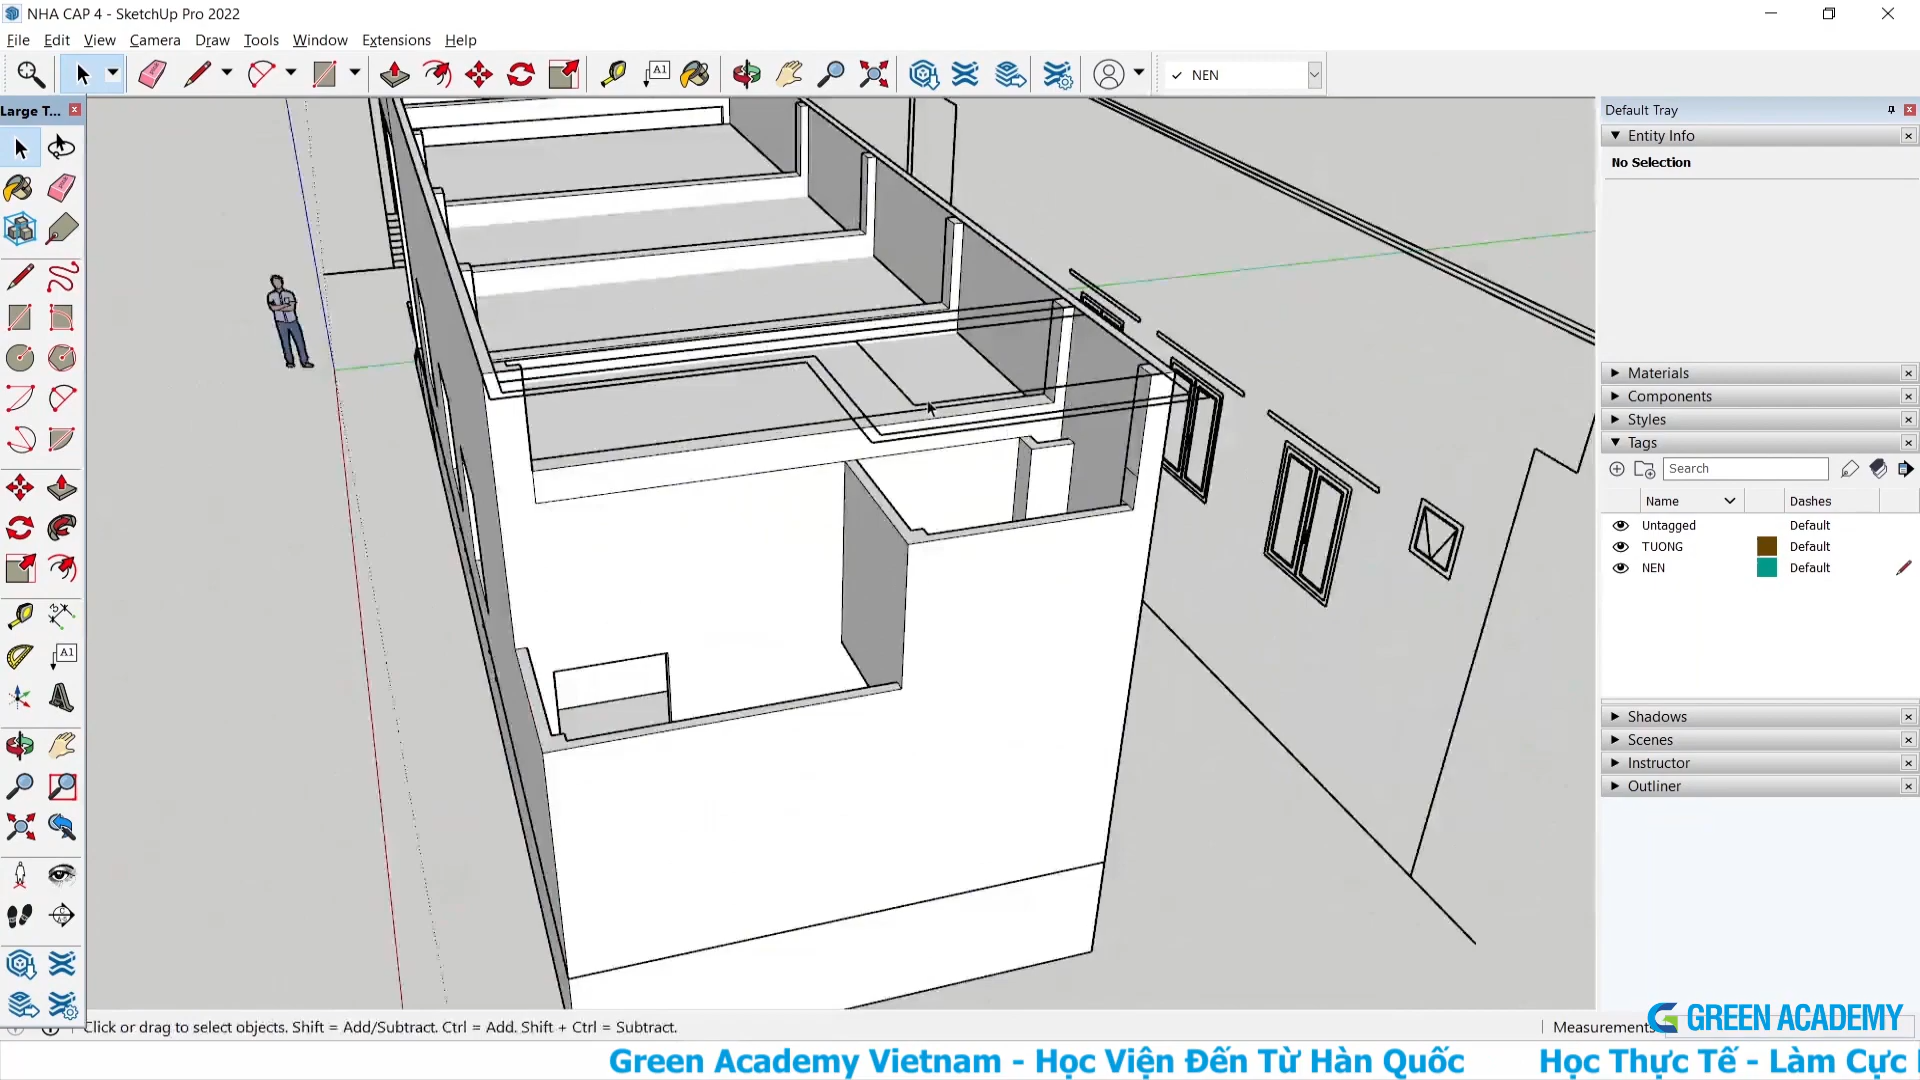 NHA CAP 4 - SketchUp Pro 2022
File Edit View Camera Draw Tools Window Extensions Help
A1
NEN
Large T...
Default Tray
Entity Info
No Selection
Materials
Components
Styles
Tags
Search
Name Dashes
Untagged Default
TUONG Default
NEN Default
A1
Shadows
Scenes
Instructor
Outliner
Click or drag to select objects. Shift = Add/Subtract. Ctrl = Add. Shift + Ctrl = Subtract.
Measurements
GREEN ACADEMY
Green Academy Vietnam - Học Viện Đến Từ Hàn Quốc Học Thực Tế - Làm Cực